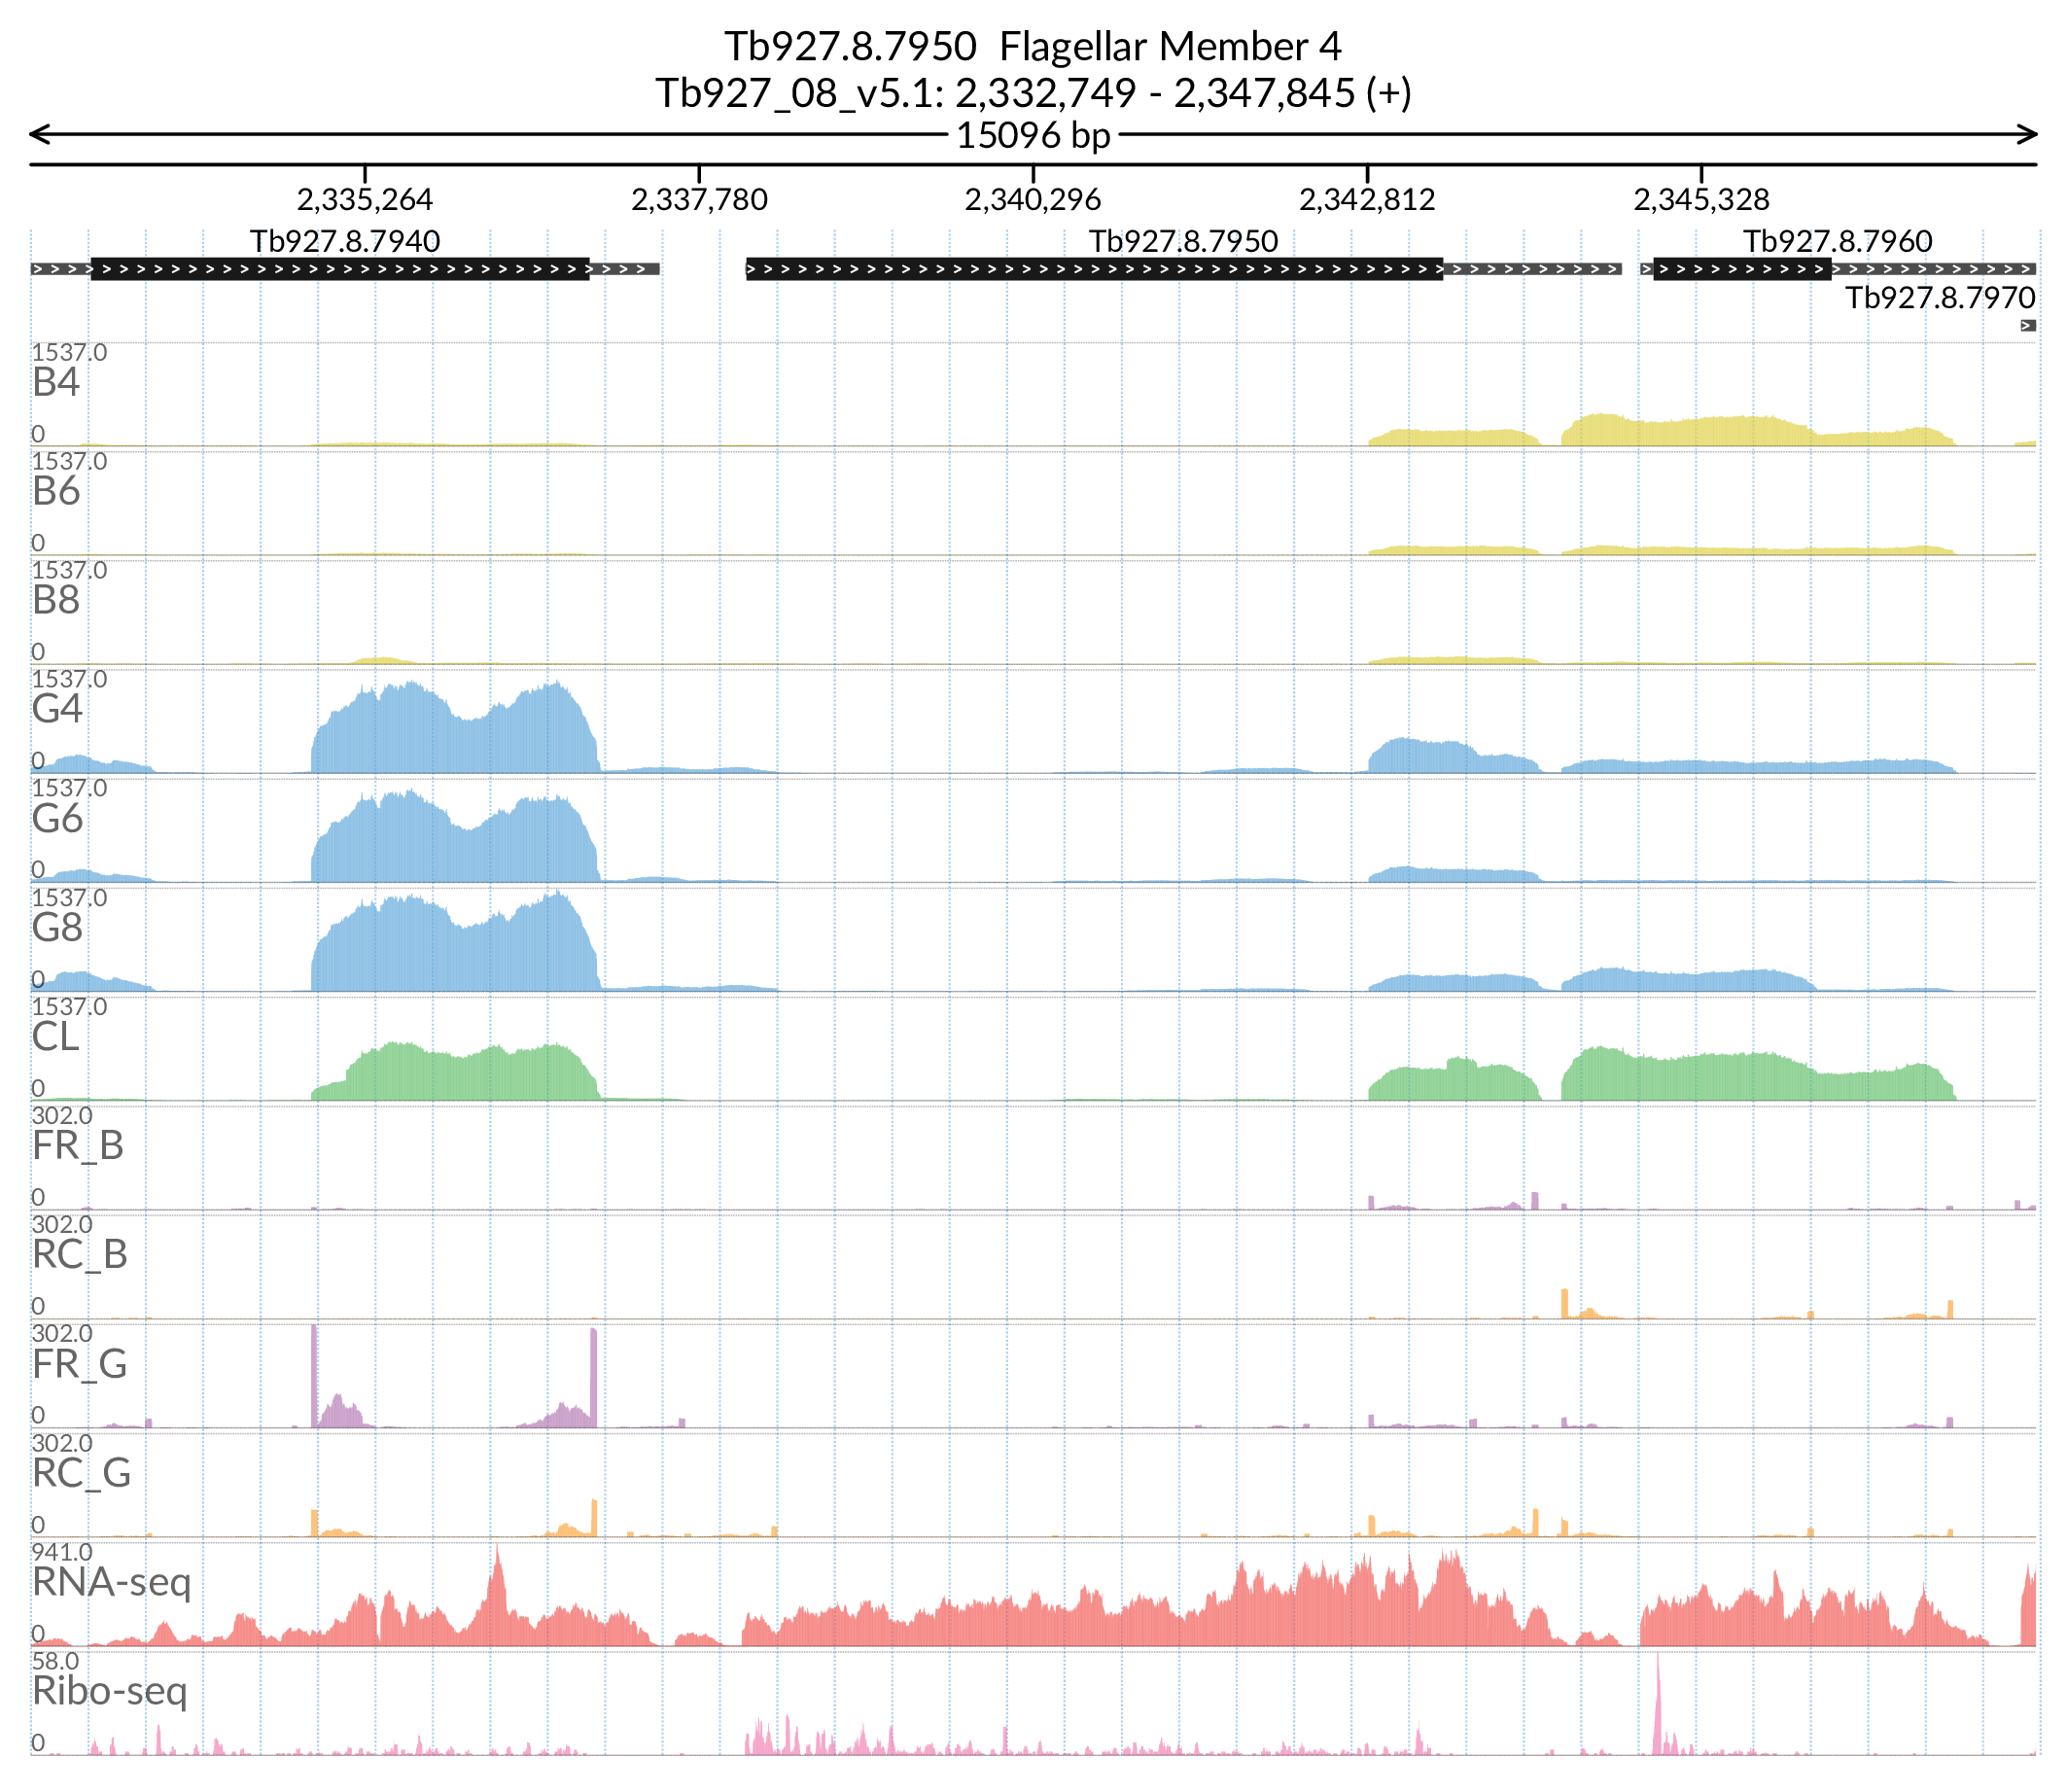 Tb927.8.7950 Flagellar Member 4
Tb927_08_v5.1: 2,332,749 - 2,347,845 (+)
15096 bp
2,335,264 2,337,780 2,340,296 2,342,812 2,345,328
Tb927.8.7940 Tb927.8.7950 Tb927.8.7960
Tb927.8.7970
1537.0
B4
0
1537.0
B6
0
1537.0
B8
0
1537.0
G4
0
1537.0
G6
0
1537.0
G8
0
1537.0
CL
0
302.0
FR_B
0
302.0
RC_B
0
302.0
FR_G
0
302.0
RC_G
0
941.0
RNA-seq
0
58.0
Ribo-seq
0